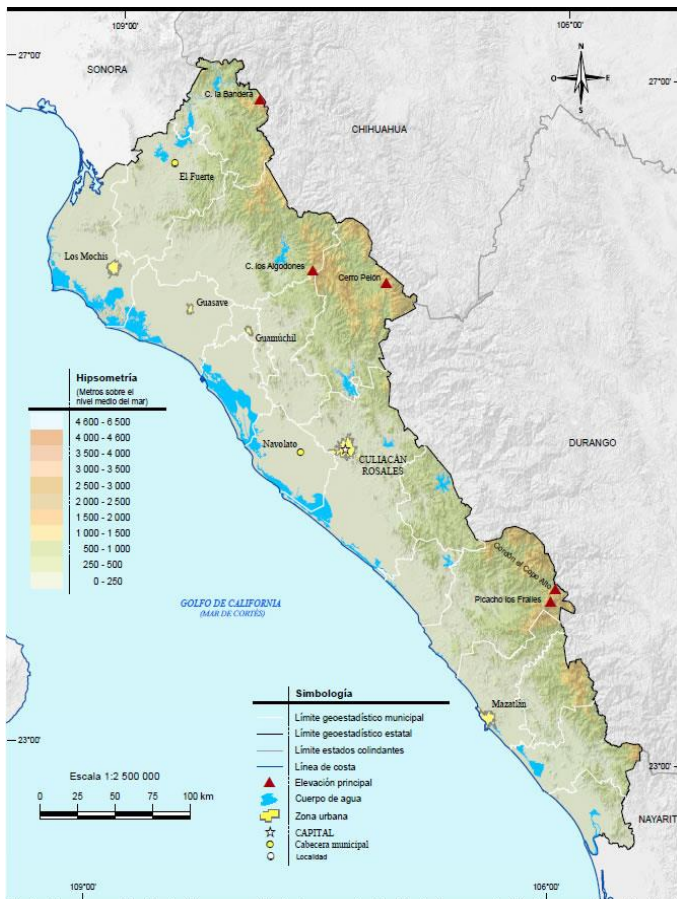 109°00'
106°00'
27°00'
27°00'
SONORA
N
O
E
S
C. la Bandera
CHIHUAHUA
El Fuerte
Los Mochis
C. los Algodones
Cerro Pelón
Guasave
Guamúchil
Hipsometría
(Metros sobre el
nivel medio del mar)
4 600 - 6 500
4 000 - 4 600
3 500 - 4 000
3 000 - 3 500
2 500 - 3 000
2 000 - 2 500
1 500 - 2 000
1 000 - 1 500
500 - 1 000
250 - 500
0 - 250
Navolato
CULIACÁN
ROSALES
DURANGO
Cordón el Copo Alto
Picacho los Frailes
GOLFO DE CALIFORNIA
(MAR DE CORTÉS)
Mazatlán
23°00'
23°00'
Simbología
Límite geoestadístico municipal
Límite geoestadístico estatal
Límite estados colindantes
Línea de costa
Elevación principal
Cuerpo de agua
Zona urbana
CAPITAL
Cabecera municipal
Localidad
Escala 1:2 500 000
0 25 50 75 100 km
NAYARIT
109°00'
106°00'